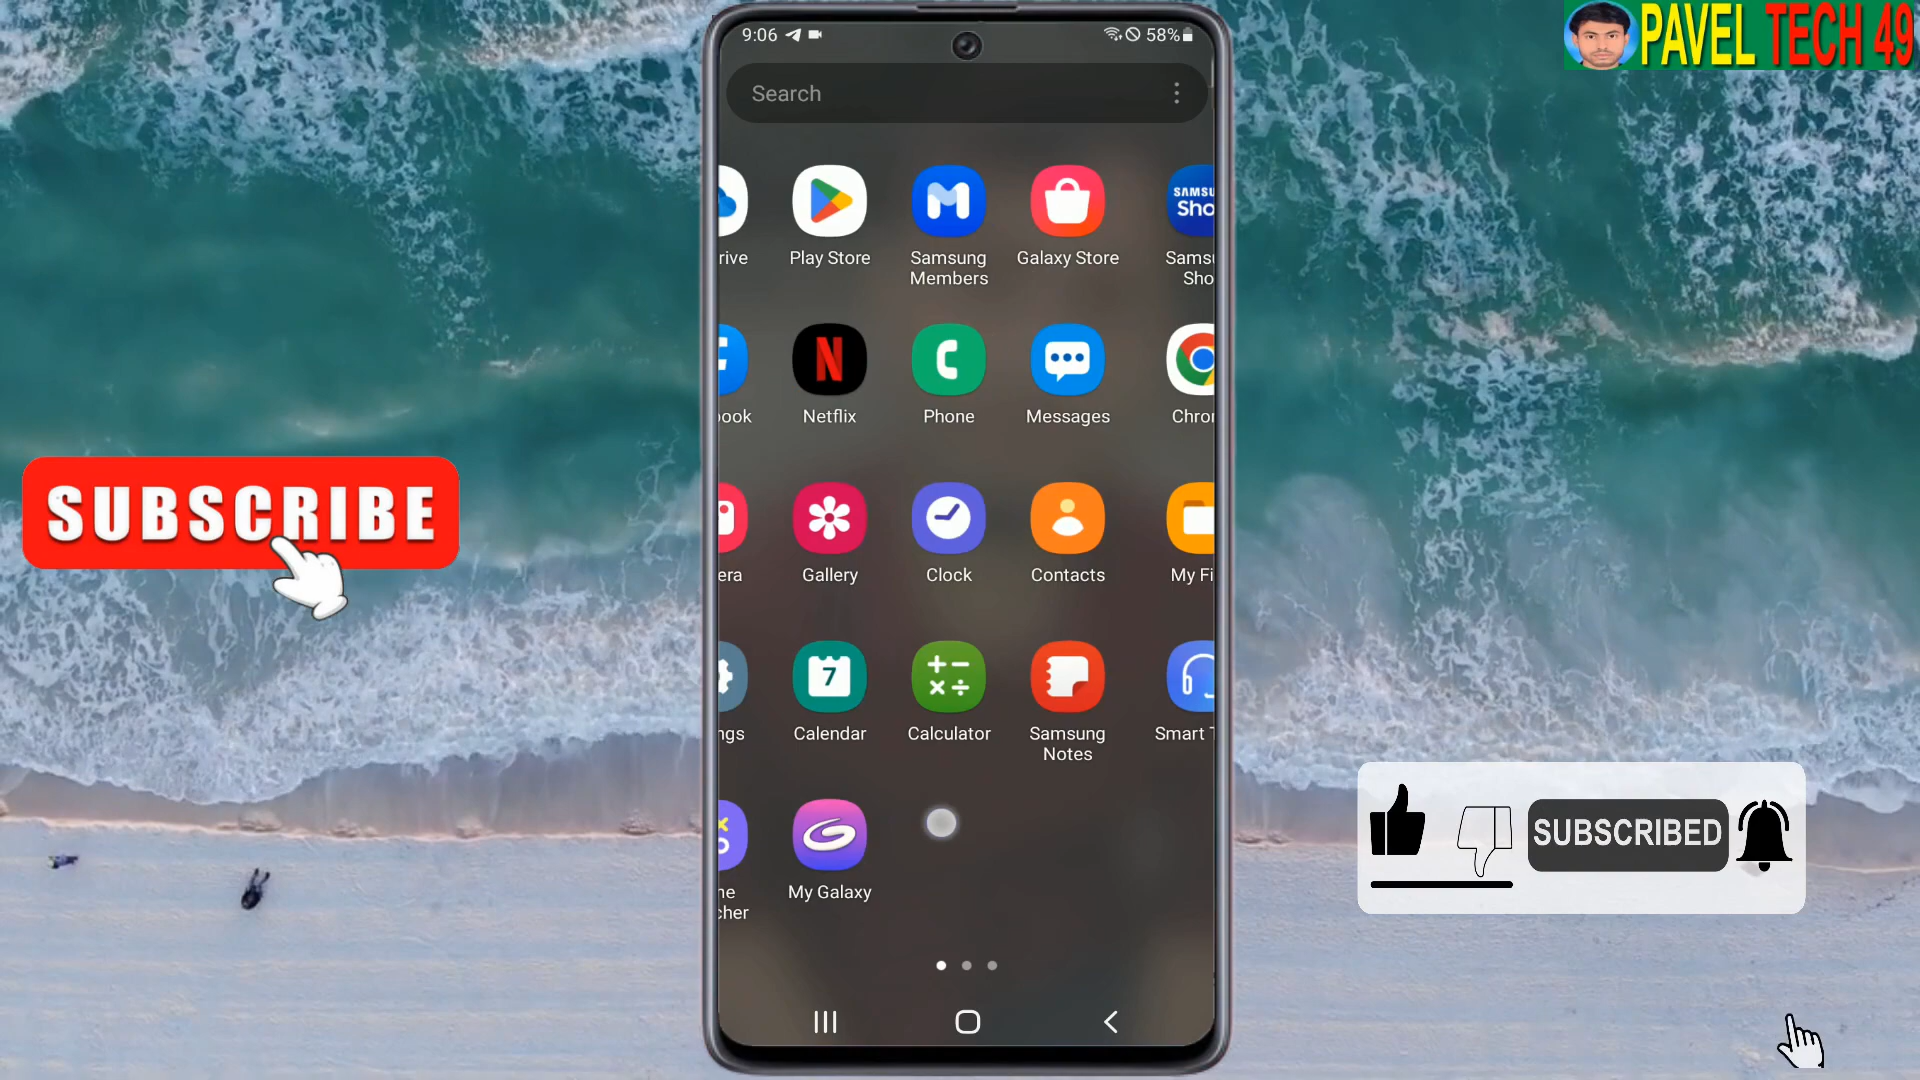 PAVEL TECH 49
9:06
58%
Search
rive
Play Store
Samsung
Members
Galaxy Store
SAMSU
Sho
Samsu
Sho
ook
Netflix
Phone
Messages
Chro
era
Gallery
Clock
Contacts
My Fi
ngs
7
Calendar
Calculator
Samsung
Notes
Smart T
ne
cher
My Galaxy
SUBSCRIBE
SUBSCRIBED